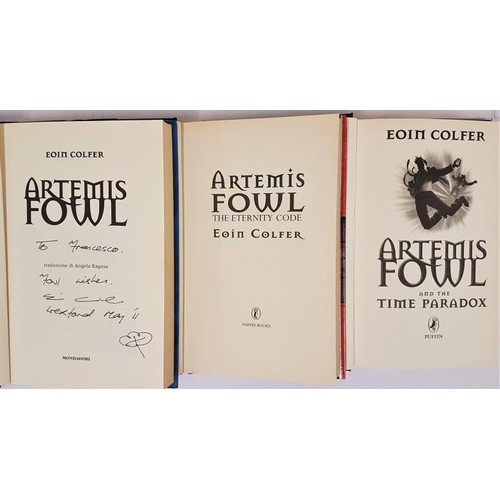 EOIN COLFER
ARTEMIS
FOWL
To Francesco.
traduzione di Angela Ragusa
Fowl wishes.
Wexford May '11
MONDADORI
ARTEMIS
FOWL
THE ETERNITY CODE
EOIN COLFER
PUFFIN BOOKS
EOIN COLFER
ARTEMIS
FOWL
AND THE
TIME PARADOX
PUFFIN